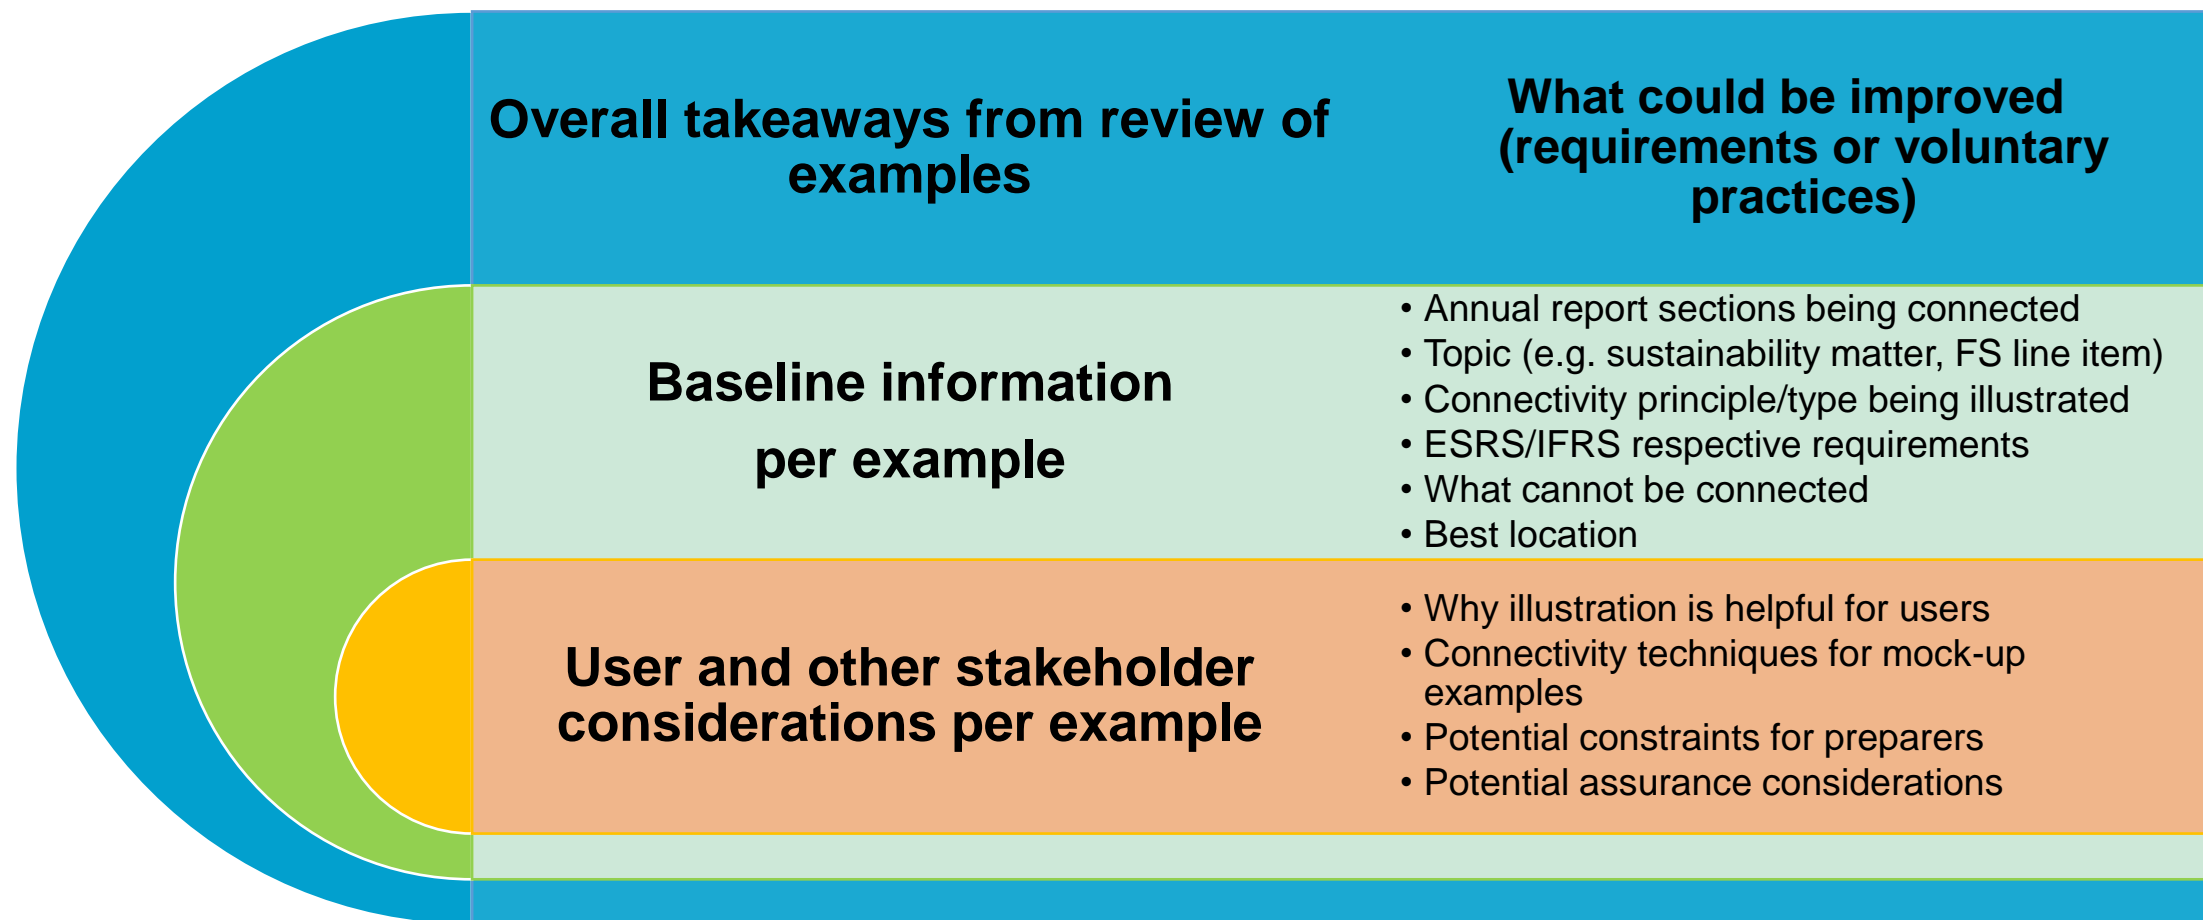 Overall takeaways from review of
examples
What could be improved
(requirements or voluntary
practices)
Baseline information
per example
• Annual report sections being connected
• Topic (e.g. sustainability matter, FS line item)
• Connectivity principle/type being illustrated
• ESRS/IFRS respective requirements
• What cannot be connected
• Best location
User and other stakeholder
considerations per example
• Why illustration is helpful for users
• Connectivity techniques for mock-up
examples
• Potential constraints for preparers
• Potential assurance considerations